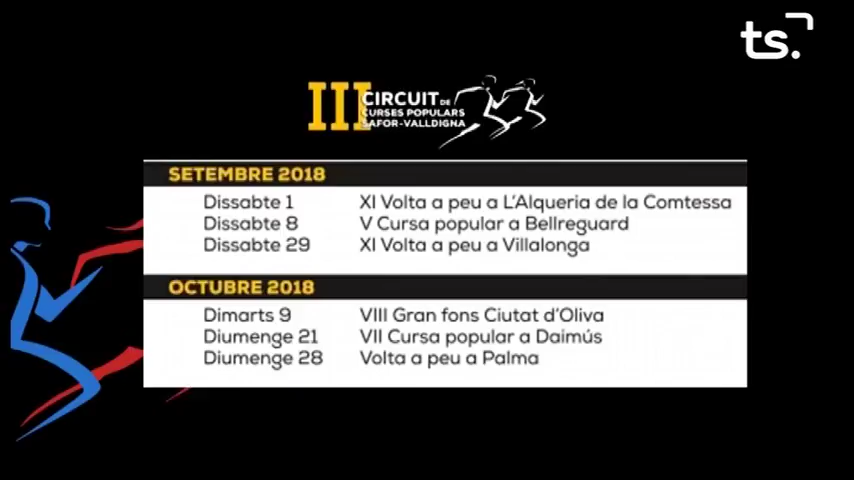 ts.
III CIRCUIT DE
CURSES POPULARS
SAFOR-VALLDIGNA
SETEMBRE 2018
Dissabte 1 XI Volta a peu a L'Alqueria de la Comtessa
Dissabte 8 V Cursa popular a Bellreguard
Dissabte 29 XI Volta a peu a Villalonga
OCTUBRE 2018
Dimarts 9 VIII Gran fons Ciutat d'Oliva
Diumenge 21 VII Cursa popular a Daimús
Diumenge 28 Volta a peu a Palma